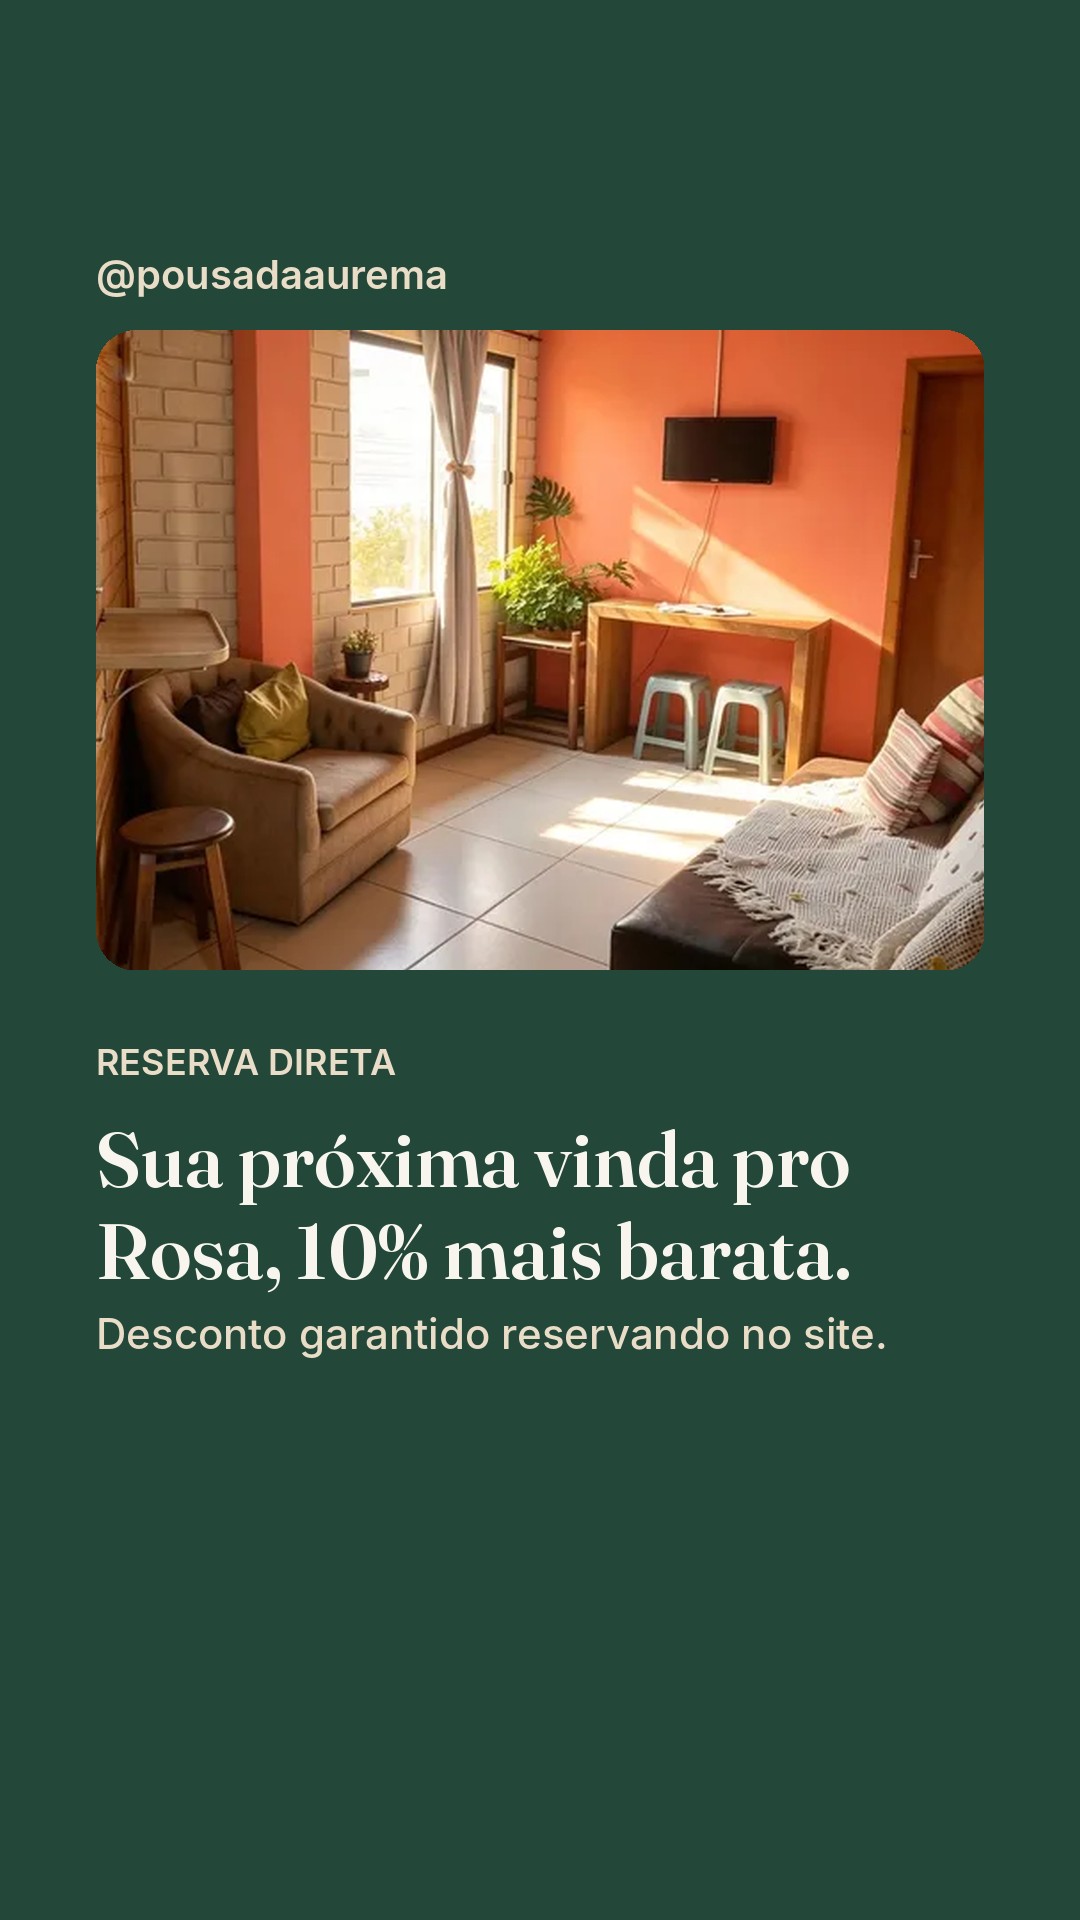 @pousadaaurema
RESERVA DIRETA
Sua próxima vinda pro
Rosa, 10% mais barata.
Desconto garantido reservando no site.